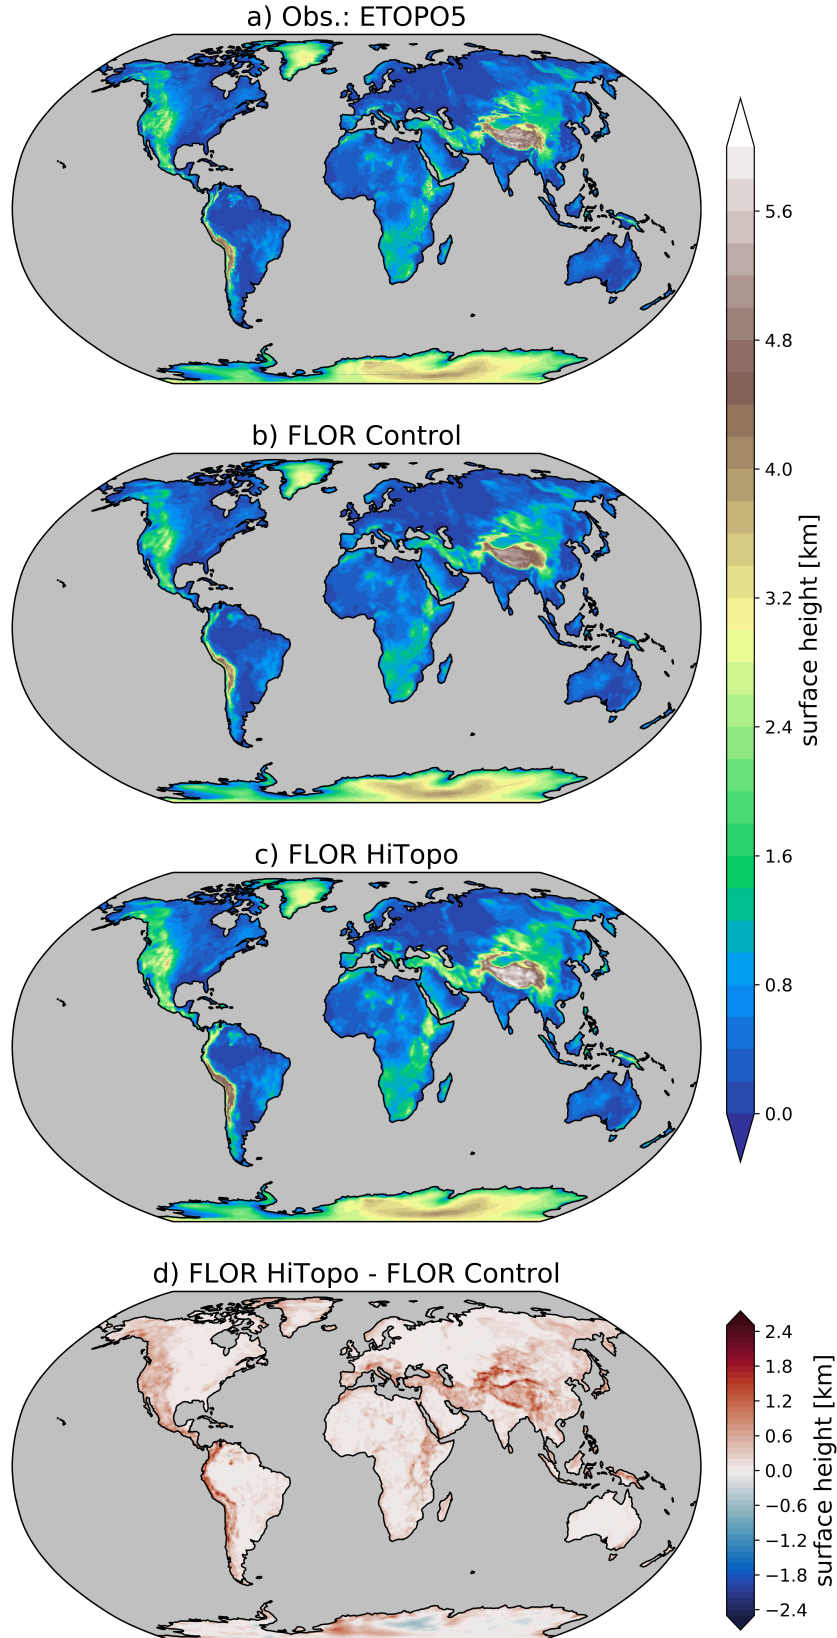 a) Obs.: ETOPO5
5.6
4.8
4.0
3.2
2.4
1.6
0.8
0.0
surface height [km]
b) FLOR Control
c) FLOR HiTopo
d) FLOR HiTopo - FLOR Control
2.4
1.8
1.2
0.6
0.0
−0.6
−1.2
−1.8
−2.4
surface height [km]